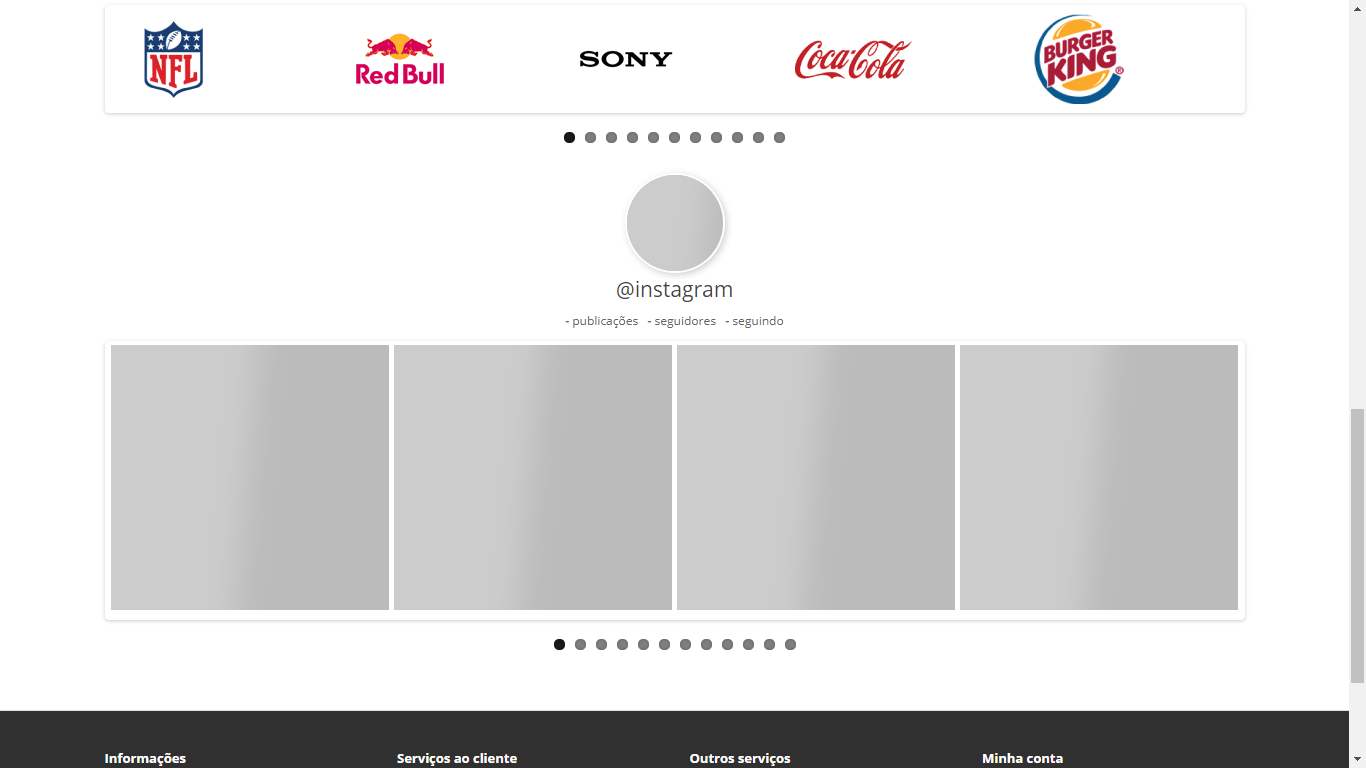 NFL
Red Bull
SONY
Coca-Cola
BURGER
KING®
@instagram
- publicações - seguidores - seguindo
Informações Serviços ao cliente Outros serviços Minha conta